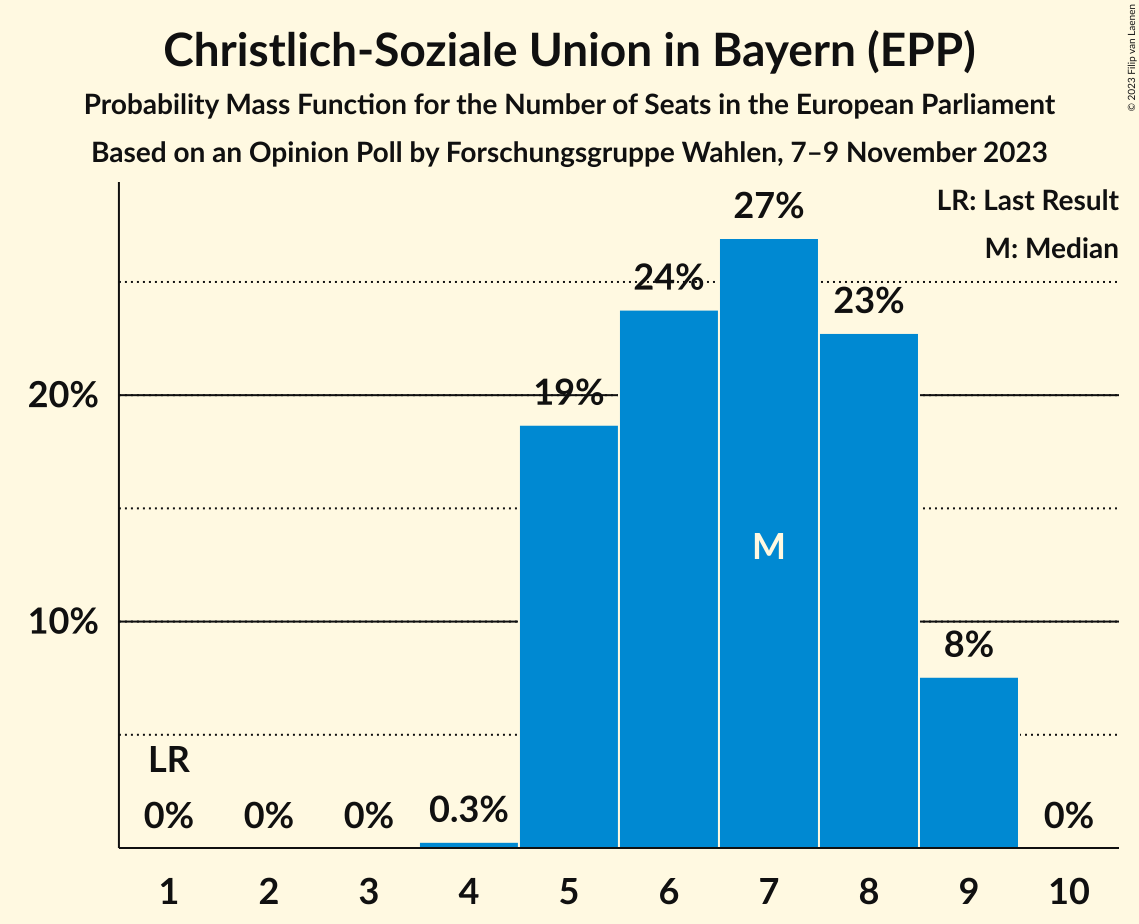 Christlich-Soziale Union in Bayern (EPP)
Probability Mass Function for the Number of Seats in the European Parliament
Based on an Opinion Poll by Forschungsgruppe Wahlen, 7–9 November 2023
© 2023 Filip van Laenen
LR: Last Result
M: Median
27%
24%
23%
20%
19%
M
10%
8%
LR
0%
0%
0%
0.3%
0%
1
2
3
4
5
6
7
8
9
10